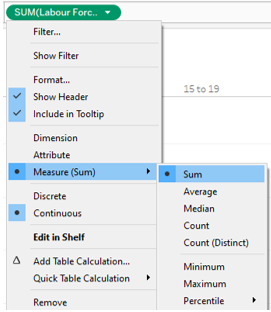 SUM(Labour Forc..
Filter...
Show Filter
15 to 19
Format...
Show Header
Include in Tooltip
Dimension
Attribute
Measure (Sum)
Sum
Average
Median
Count
Count (Distinct)
Minimum
Maximum
Percentile
Discrete
Continuous
Edit in Shelf
Add Table Calculation...
Quick Table Calculation
Remove